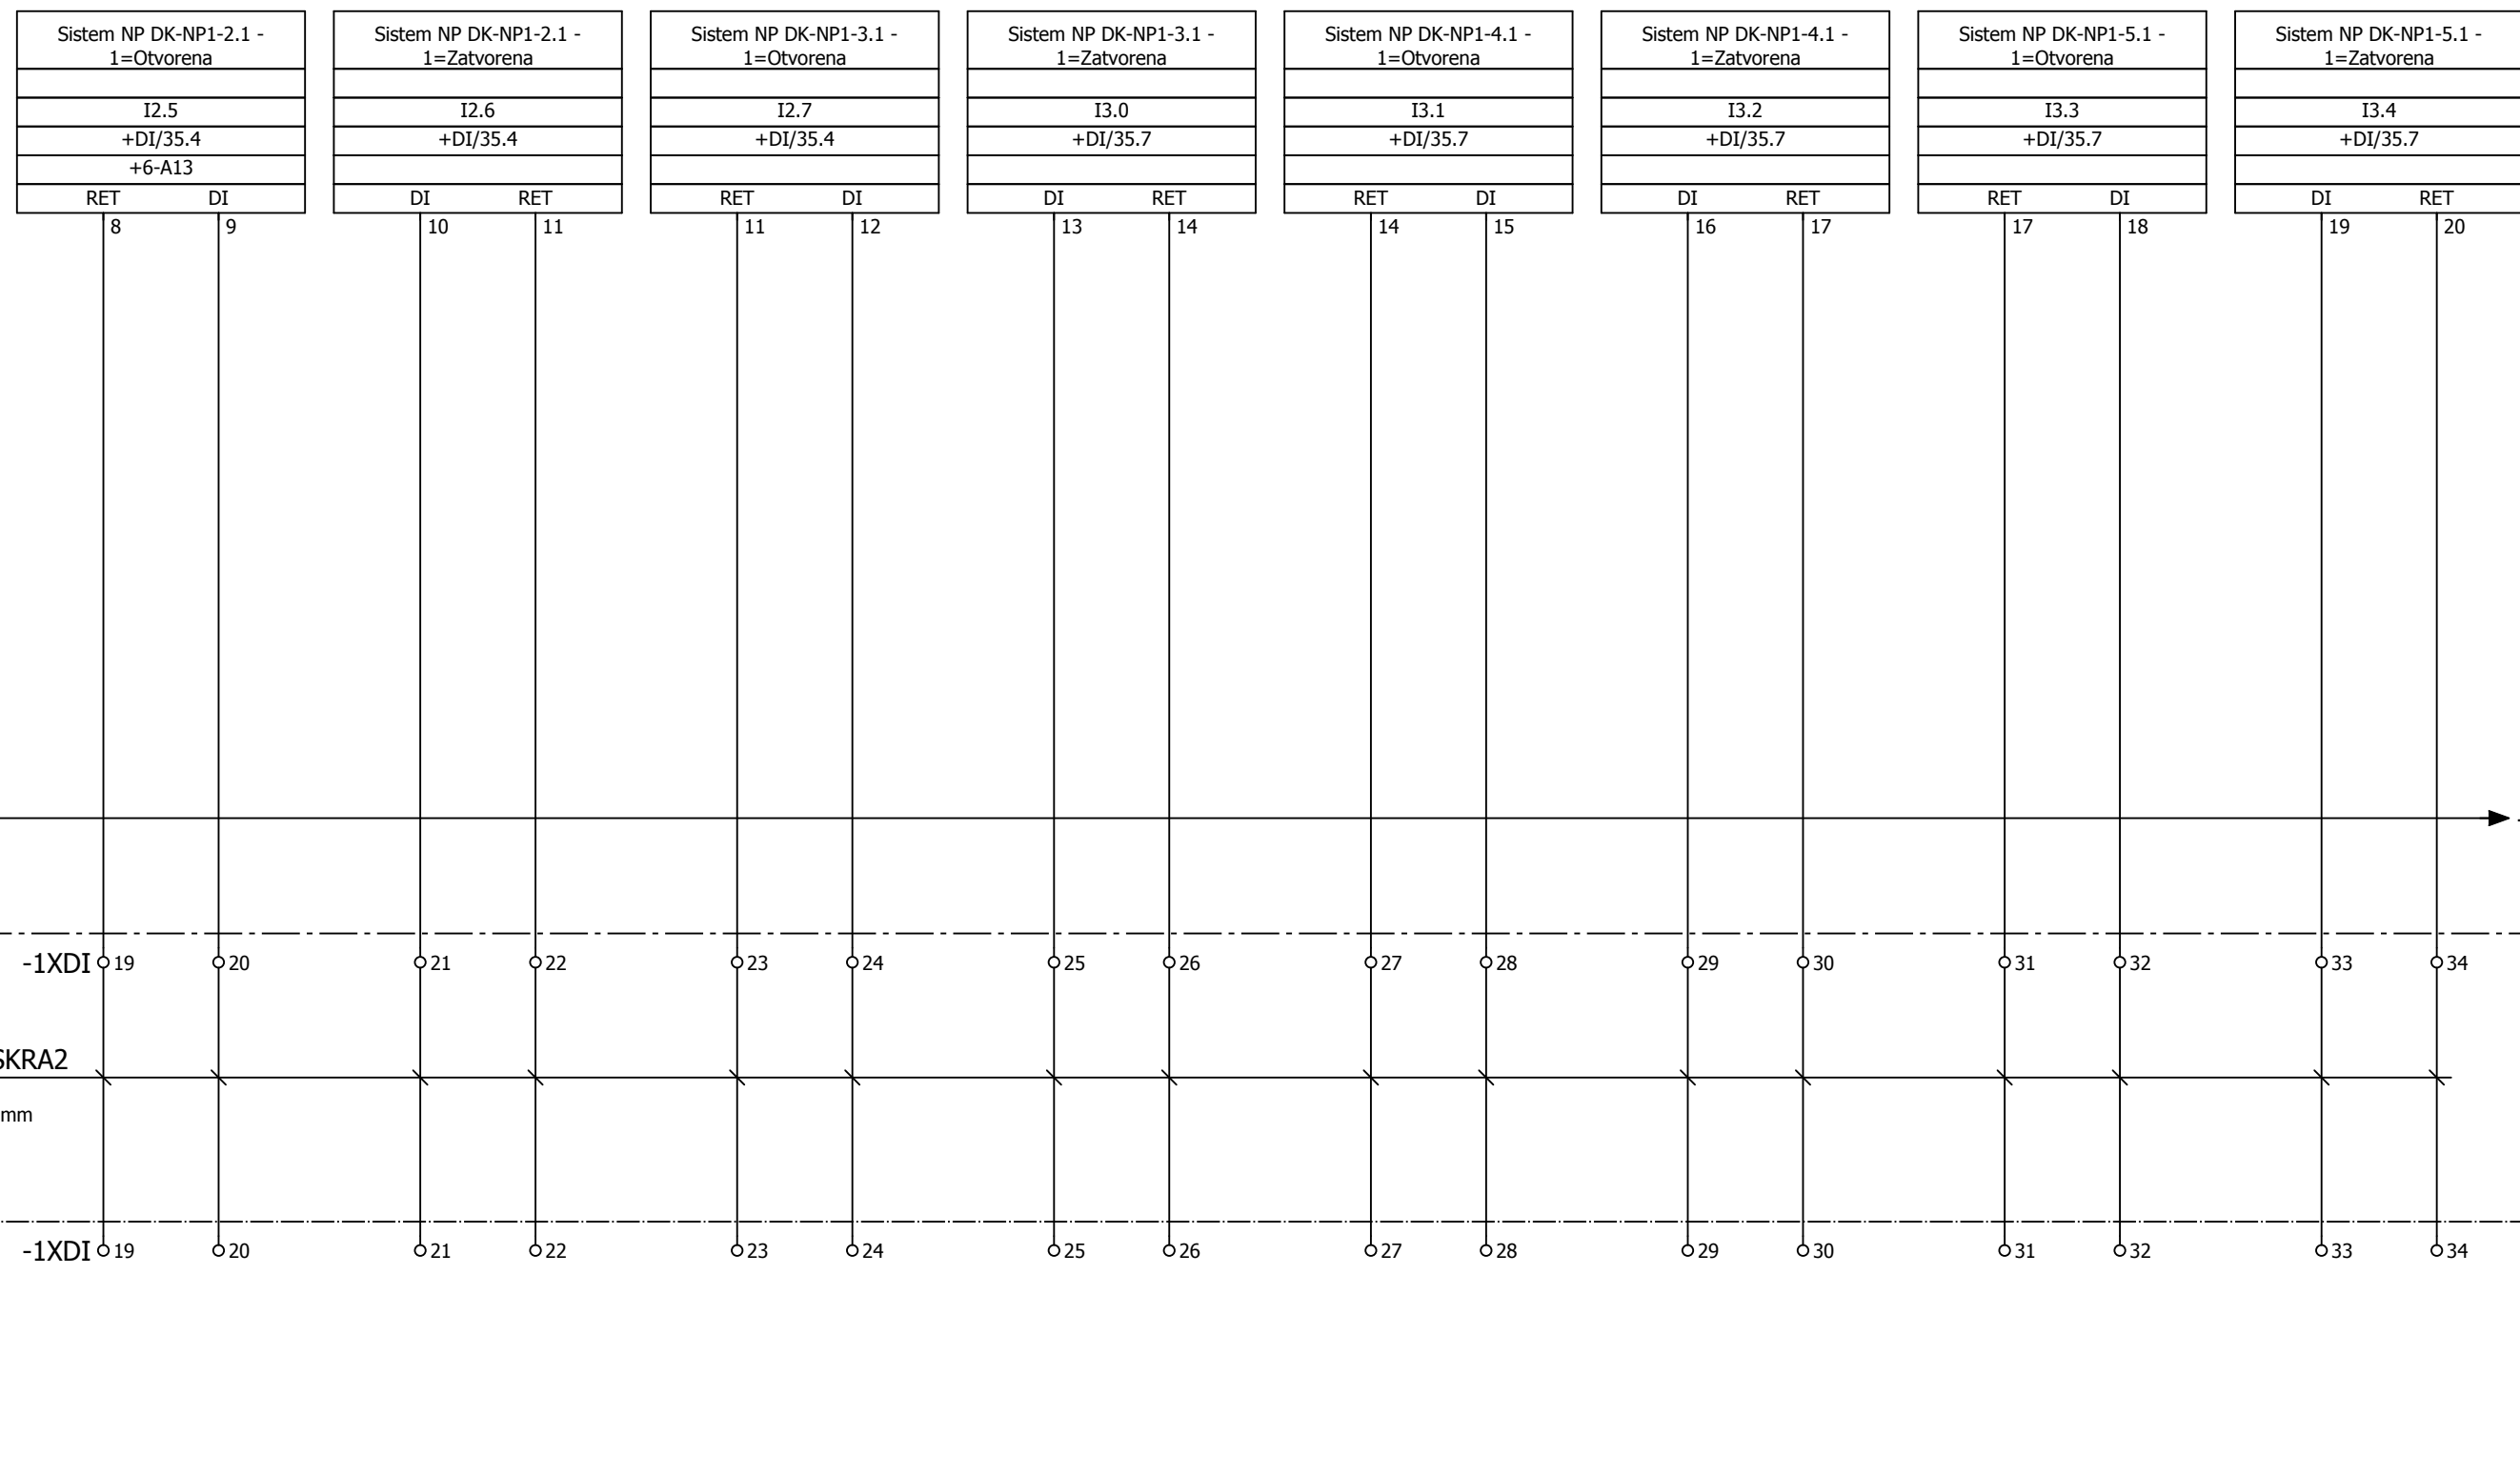 Sistem NP DK-NP1-2.1 -
1=Otvorena
I2.5
+DI/35.4
+6-A13
RET DI
8 9
Sistem NP DK-NP1-2.1 -
1=Zatvorena
I2.6
+DI/35.4
DI RET
10 11
Sistem NP DK-NP1-3.1 -
1=Otvorena
I2.7
+DI/35.4
RET DI
11 12
Sistem NP DK-NP1-3.1 -
1=Zatvorena
I3.0
+DI/35.7
DI RET
13 14
Sistem NP DK-NP1-4.1 -
1=Otvorena
I3.1
+DI/35.7
RET DI
14 15
Sistem NP DK-NP1-4.1 -
1=Zatvorena
I3.2
+DI/35.7
DI RET
16 17
Sistem NP DK-NP1-5.1 -
1=Otvorena
I3.3
+DI/35.7
RET DI
17 18
Sistem NP DK-NP1-5.1 -
1=Zatvorena
I3.4
+DI/35.7
DI RET
19 20
-1XDI 19 20 21 22 23 24 25 26 27 28 29 30 31 32 33 34
SKRA2
mm
-1XDI 19 20 21 22 23 24 25 26 27 28 29 30 31 32 33 34